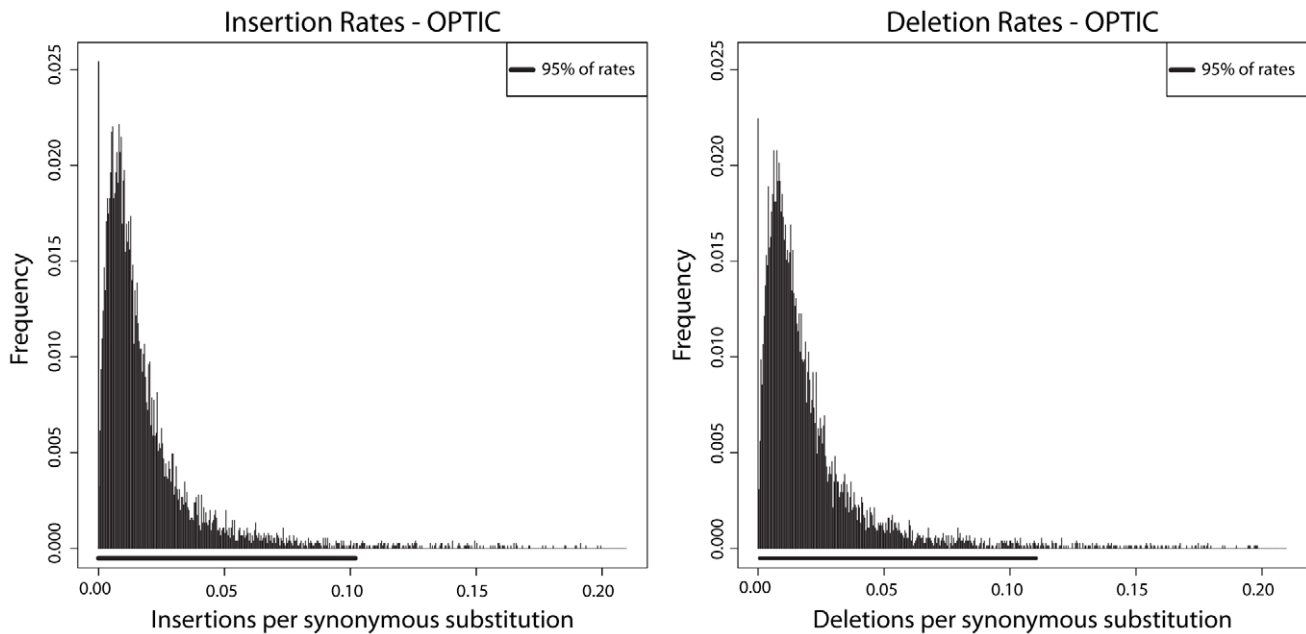 Insertion Rates - OPTIC
95% of rates
Frequency
0.025
0.020
0.015
0.010
0.005
0.000
0.00 0.05 0.10 0.15 0.20
Insertions per synonymous substitution
Deletion Rates - OPTIC
95% of rates
Frequency
0.025
0.020
0.015
0.010
0.005
0.000
0.00 0.05 0.10 0.15 0.20
Deletions per synonymous substitution